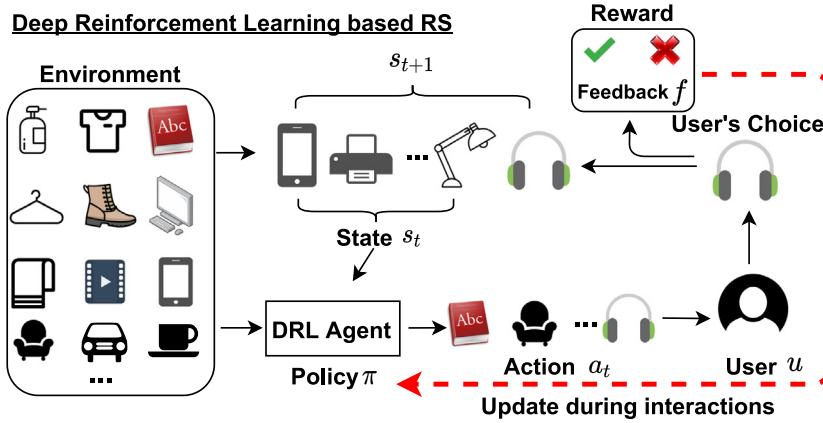 Deep Reinforcement Learning based RS
Reward
Environment
s_{t+1}
Feedback f
Abc
User's Choice
...
State s_t
DRL Agent
Abc
...
Policy π
Action a_t
User u
...
Update during interactions